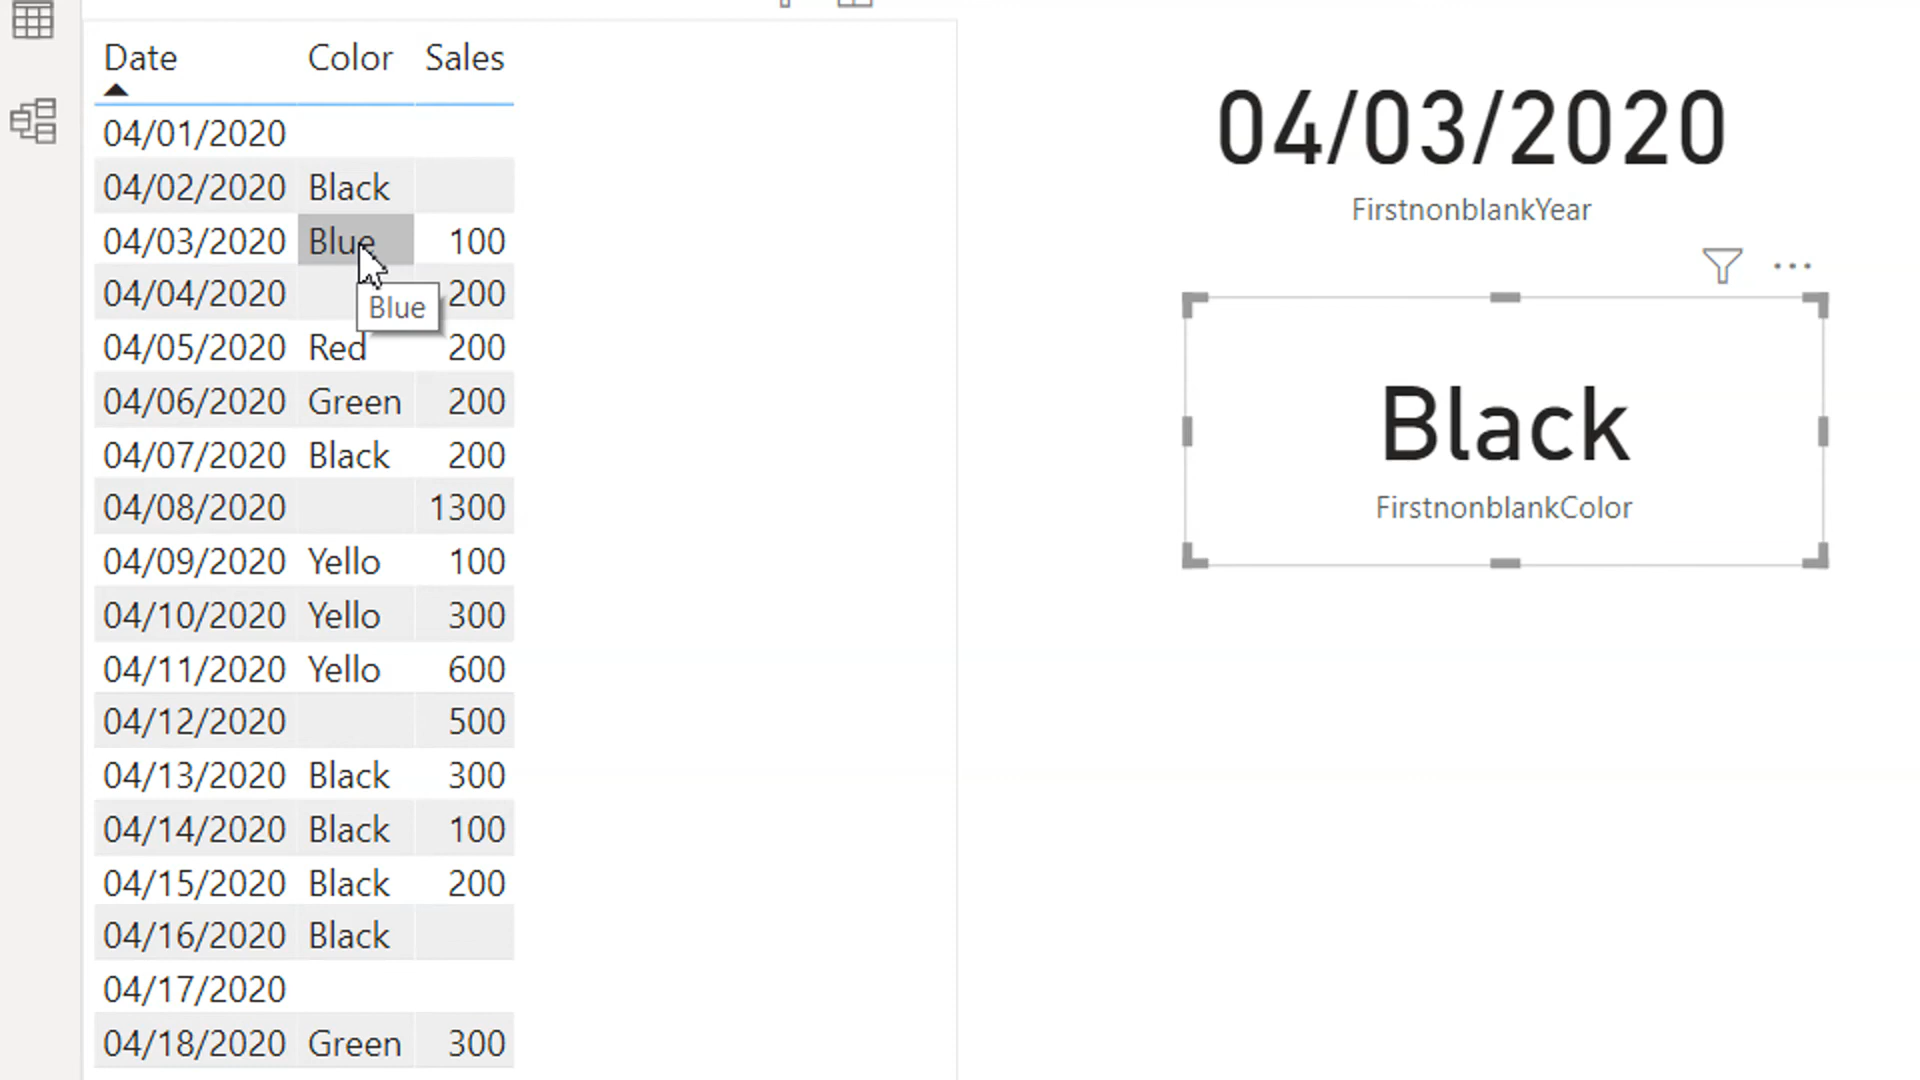 Date Color Sales
04/01/2020
04/02/2020 Black
04/03/2020 Blue 100
04/04/2020 200
Blue
04/05/2020 Red 200
04/06/2020 Green 200
04/07/2020 Black 200
04/08/2020 1300
04/09/2020 Yello 100
04/10/2020 Yello 300
04/11/2020 Yello 600
04/12/2020 500
04/13/2020 Black 300
04/14/2020 Black 100
04/15/2020 Black 200
04/16/2020 Black
04/17/2020
04/18/2020 Green 300
04/03/2020
FirstnonblankYear
Black
FirstnonblankColor